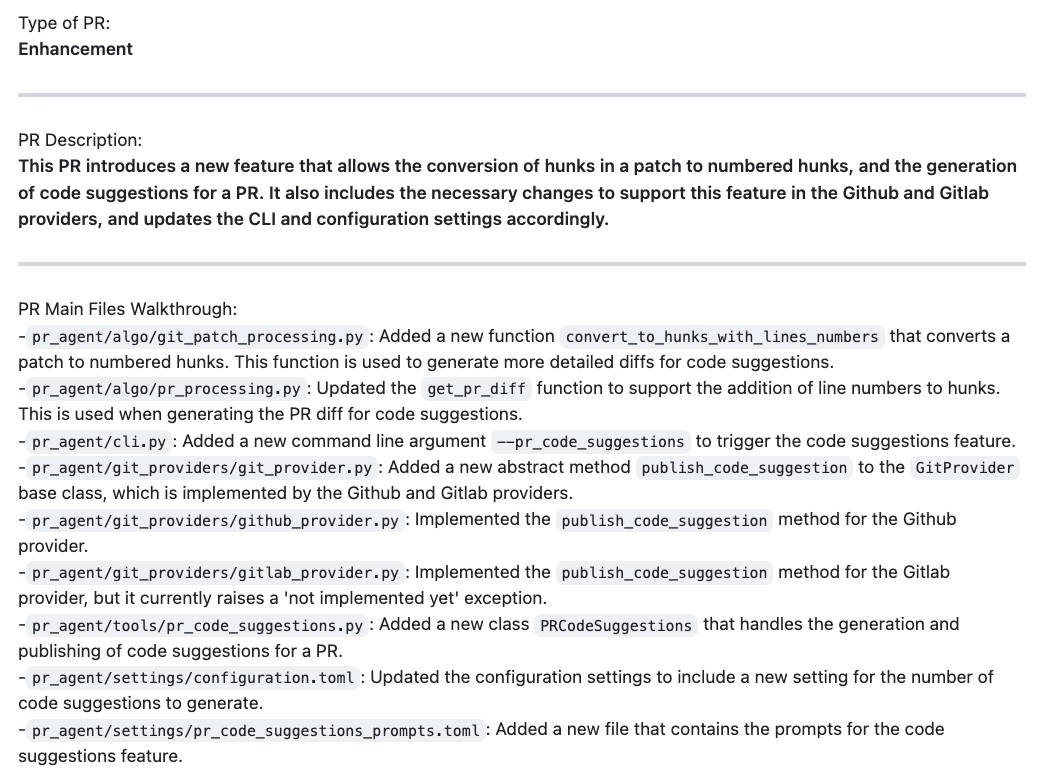 Type of PR:
Enhancement
PR Description:
This PR introduces a new feature that allows the conversion of hunks in a patch to numbered hunks, and the generation
of code suggestions for a PR. It also includes the necessary changes to support this feature in the Github and Gitlab
providers, and updates the CLI and configuration settings accordingly.
PR Main Files Walkthrough:
- pr_agent/algo/git_patch_processing.py: Added a new function convert_to_hunks_with_lines_numbers that converts a
patch to numbered hunks. This function is used to generate more detailed diffs for code suggestions.
- pr_agent/algo/pr_processing.py: Updated the get_pr_diff function to support the addition of line numbers to hunks.
This is used when generating the PR diff for code suggestions.
- pr_agent/cli.py: Added a new command line argument --pr_code_suggestions to trigger the code suggestions feature.
- pr_agent/git_providers/git_provider.py: Added a new abstract method publish_code_suggestion to the GitProvider
base class, which is implemented by the Github and Gitlab providers.
- pr_agent/git_providers/github_provider.py: Implemented the publish_code_suggestion method for the Github
provider.
- pr_agent/git_providers/gitlab_provider.py: Implemented the publish_code_suggestion method for the Gitlab
provider, but it currently raises a 'not implemented yet' exception.
- pr_agent/tools/pr_code_suggestions.py: Added a new class PRCodeSuggestions that handles the generation and
publishing of code suggestions for a PR.
- pr_agent/settings/configuration.toml: Updated the configuration settings to include a new setting for the number of
code suggestions to generate.
- pr_agent/settings/pr_code_suggestions_prompts.toml: Added a new file that contains the prompts for the code
suggestions feature.